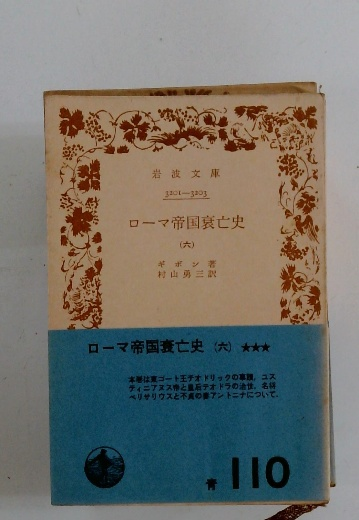 岩波文庫
3201—3203
ローマ帝国衰亡史
(六)
ギボン著
村山勇三訳
ローマ帝国衰亡史 (六) ★★★
本巻は東ゴート王テオドリックの事蹟、ユス
ティニアヌス帝と皇后テオドラの治世、名将
ベリサリウスと不貞の妻アントニナについて。
青 110